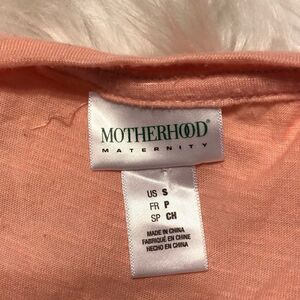 MOTHERHOOD®
MATERNITY
US S
FR P
SP CH
MADE IN CHINA
FABRIQUÉ EN CHINE
HECHO EN CHINA